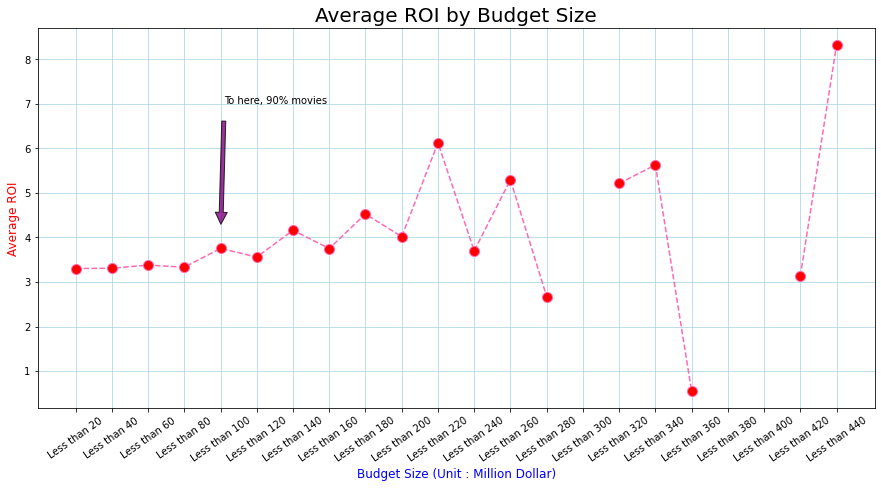 Average ROI by Budget Size
8
7
6
5
4
3
2
1
Average ROI
To here, 90% movies
Less than 20
Less than 40
Less than 60
Less than 80
Less than 100
Less than 120
Less than 140
Less than 160
Less than 180
Less than 200
Less than 220
Less than 240
Less than 260
Less than 280
Less than 300
Less than 320
Less than 340
Less than 360
Less than 380
Less than 400
Less than 420
Less than 440
Budget Size (Unit : Million Dollar)